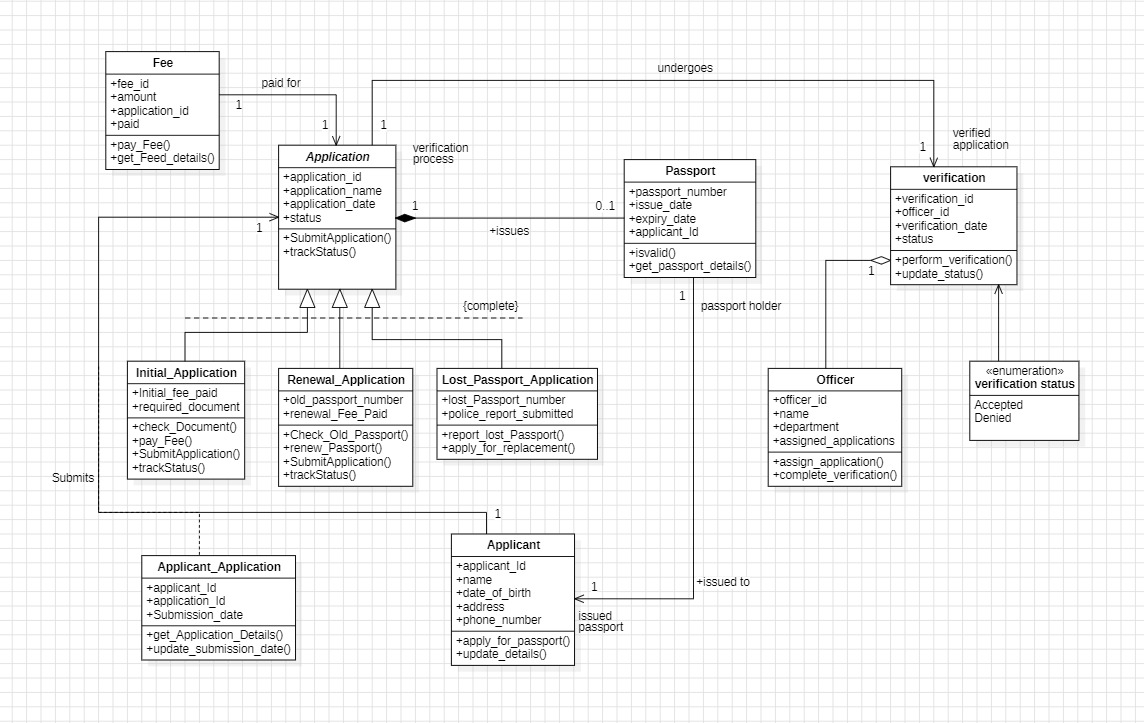 Fee
+fee_id
+amount
+application_id
+paid
+pay_Fee()
+get_Feed_details()
paid for
1
1
undergoes
1
verification
process
Application
+application_id
+application_name
+application_date
+status
+SubmitApplication()
+trackStatus()
1
0..1
+issues
Passport
+passport_number
+issue_date
+expiry_date
+applicant_Id
+isvalid()
+get_passport_details()
verified
application
1
verification
+verification_id
+officer_id
+verification_date
+status
+perform_verification()
+update_status()
1
1
{complete}
1
passport holder
Initial_Application
+Initial_fee_paid
+required_document
+check_Document()
+pay_Fee()
+SubmitApplication()
+trackStatus()
Renewal_Application
+old_passport_number
+renewal_Fee_Paid
+Check_Old_Passport()
+renew_Passport()
+SubmitApplication()
+trackStatus()
Lost_Passport_Application
+lost_Passport_number
+police_report_submitted
+report_lost_Passport()
+apply_for_replacement()
Officer
+officer_id
+name
+department
+assigned_applications
+assign_application()
+complete_verification()
«enumeration»
verification status
Accepted
Denied
Submits
1
Applicant_Application
+applicant_Id
+application_Id
+Submission_date
+get_Application_Details()
+update_submission_date()
Applicant
+applicant_Id
+name
+date_of_birth
+address
+phone_number
+apply_for_passport()
+update_details()
1
+issued to
issued
passport